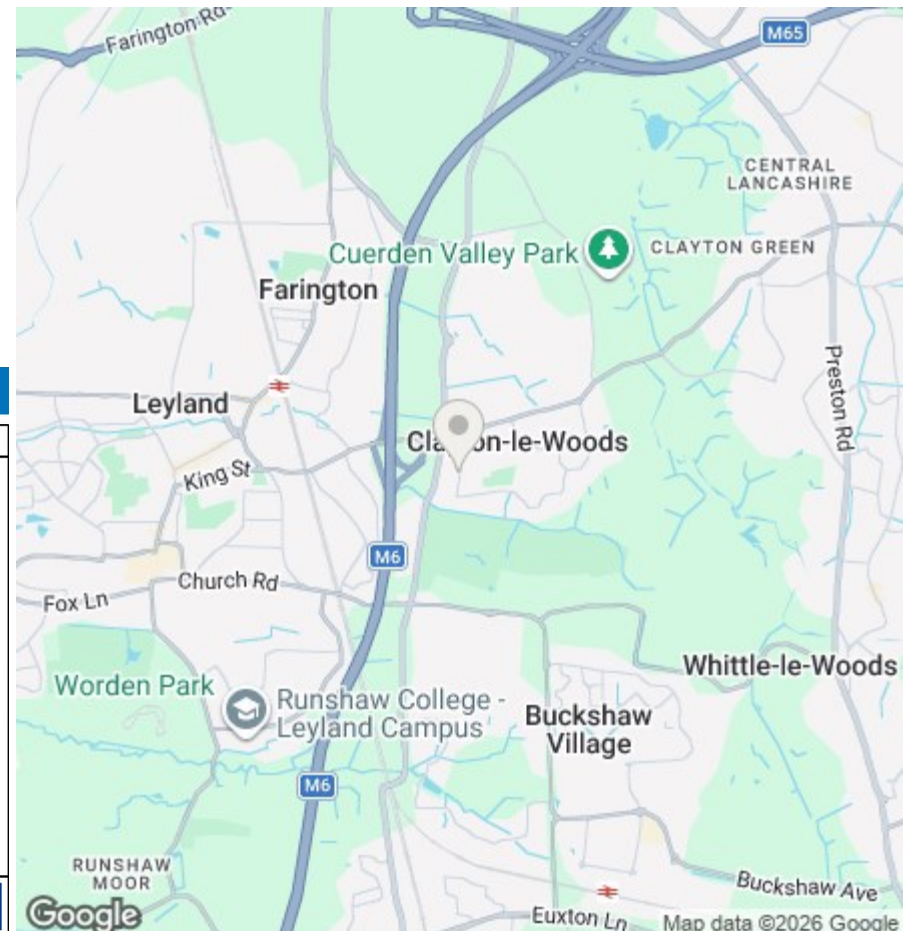 Farington Rd
M65
CENTRAL
LANCASHIRE
Cuerden Valley Park
CLAYTON GREEN
Farington
Preston Rd
Leyland
Clayton-le-Woods
King St
M6
Church Rd
Fox Ln
Whittle-le-Woods
Worden Park
Runshaw College -
Leyland Campus
Buckshaw
Village
M6
RUNSHAW
MOOR
Buckshaw Ave
Google
Euxton Ln
Map data ©2026 Google